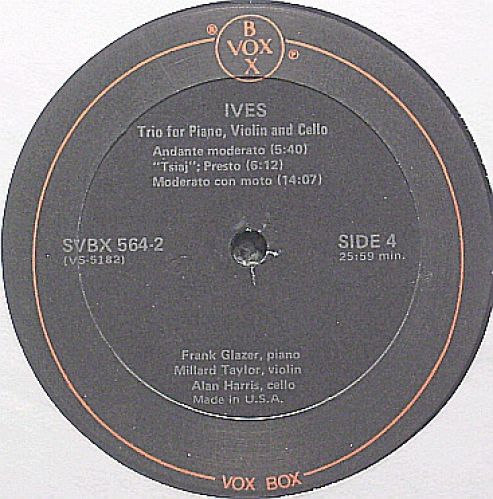 BOX
® VOX ℗
IVES
Trio for Piano, Violin and Cello
Andante moderato (5:40)
"Tsiaj"; Presto (6:12)
Moderato con moto (14:07)
SVBX 564-2
(VS-5182)
SIDE 4
25:59 min.
Frank Glazer, piano
Millard Taylor, violin
Alan Harris, cello
Made in U.S.A.
VOX BOX